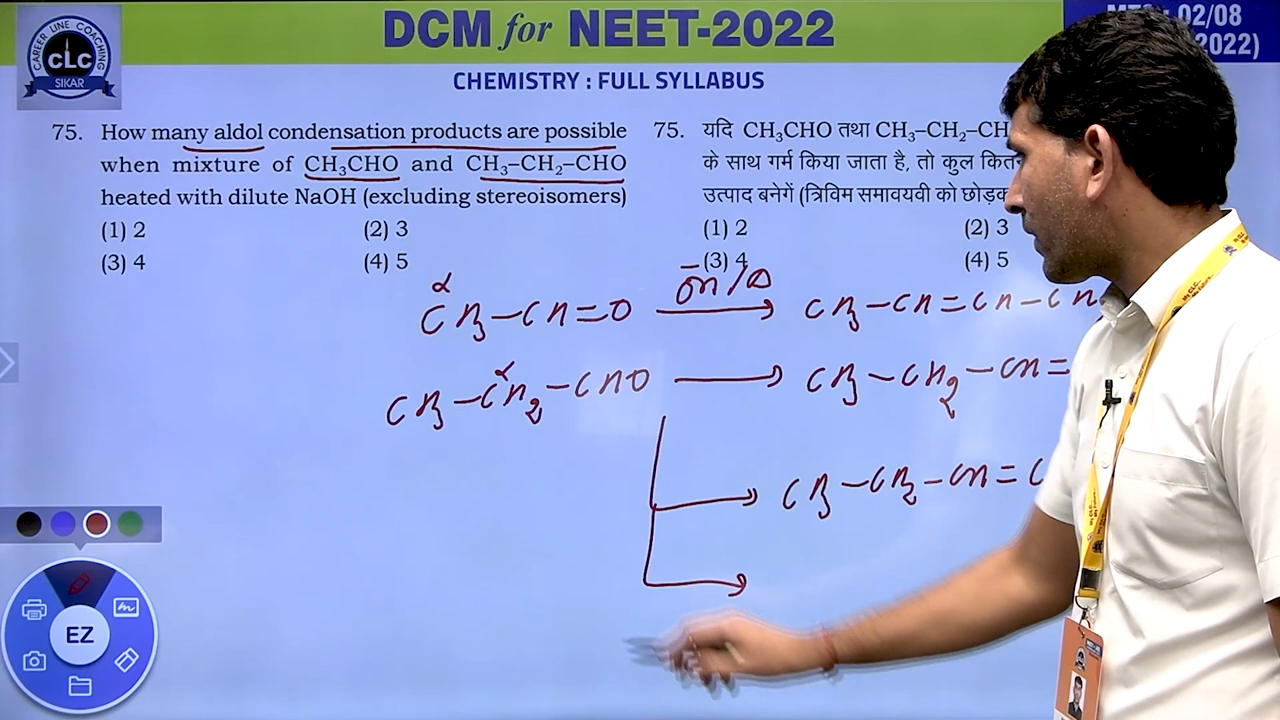 CAREER LINE COACHING
CLC
SIKAR
DCM for NEET-2022
02/08
2022)
CHEMISTRY : FULL SYLLABUS
75. How many aldol condensation products are possible
when mixture of CH₃CHO and CH₃–CH₂–CHO
heated with dilute NaOH (excluding stereoisomers)
(1) 2 (2) 3
(3) 4 (4) 5
75. यदि CH₃CHO तथा CH₃–CH₂–CH
के साथ गर्म किया जाता है, तो कुल
उत्पाद बनेगें (त्रिविम समावयवी को
(1) 2 (2) 3
(3) 4 (4) 5
α
CH₃–CH=O ŌH/Δ CH₃–CH=CH–CH
α
CH₃–CH₂–CHO CH₃–CH₂–CH=
CH₃–CH₂–CH=C
EZ